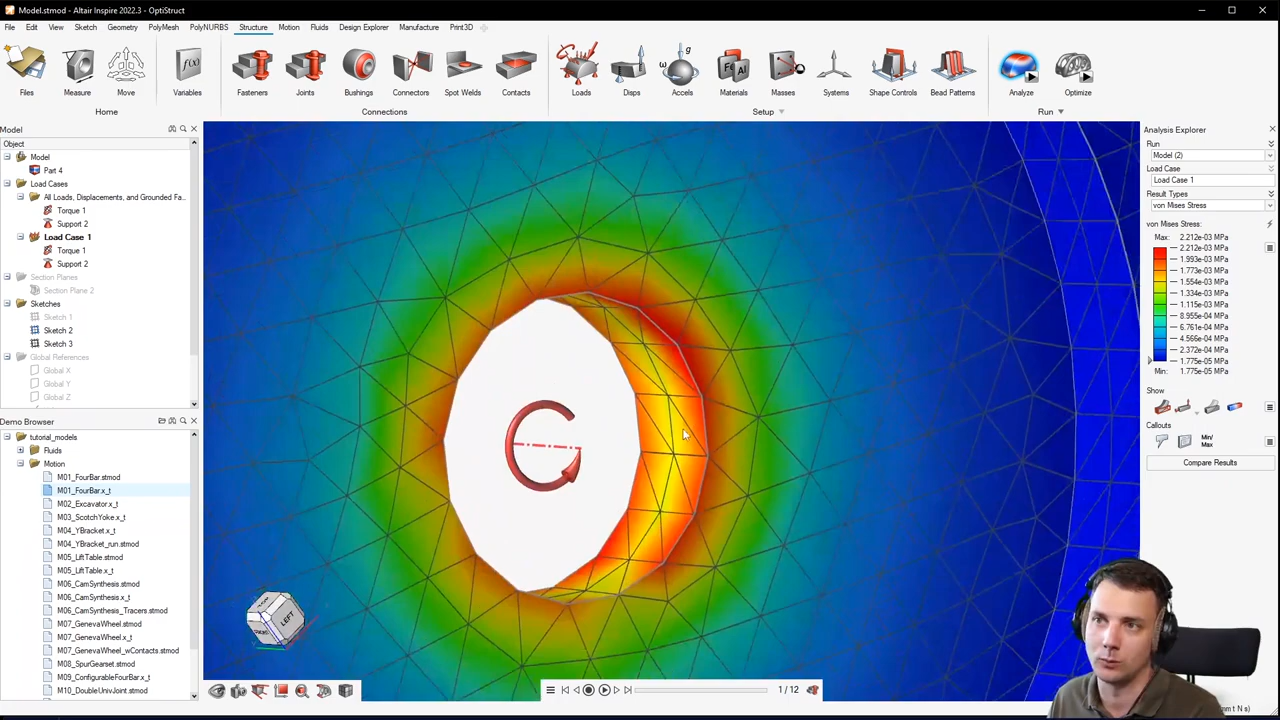 Model.stmod - Altair Inspire 2022.3 - OptiStruct
File Edit View Sketch Geometry PolyMesh PolyNURBS Structure Motion Fluids Design Explorer Manufacture Print3D
Files Measure Move Variables Fasteners Joints Bushings Connectors Spot Welds Contacts Loads Disps Accels Materials Masses Systems Shape Controls Bead Patterns Analyze Optimize
Home Connections Setup Run
Model
Object
Model
Part 4
Load Cases
All Loads, Displacements, and Grounded Fa...
Torque 1
Support 2
Load Case 1
Torque 1
Support 2
Section Planes
Section Plane 2
Sketches
Sketch 1
Sketch 2
Sketch 3
Global References
Global X
Global Y
Global Z
Demo Browser
tutorial_models
Fluids
Motion
M01_FourBar.stmod
M01_FourBar.x_t
M02_Excavator.x_t
M03_ScotchYoke.x_t
M04_YBracket.x_t
M04_YBracket_run.stmod
M05_LiftTable.stmod
M05_LiftTable.x_t
M06_CamSynthesis.stmod
M06_CamSynthesis.x_t
M06_CamSynthesis_Tracers.stmod
M07_GenevaWheel.stmod
M07_GenevaWheel.x_t
M07_GenevaWheel_wContacts.stmod
M08_SpurGearset.stmod
M09_ConfigurableFourBar.x_t
M10_DoubleUnivJoint.stmod
LEFT
1 / 12
Analysis Explorer
Run
Model (2)
Load Case
Load Case 1
Result Types
von Mises Stress
von Mises Stress:
Max: 2.212e-03 MPa
2.212e-03 MPa
1.993e-03 MPa
1.773e-03 MPa
1.554e-03 MPa
1.334e-03 MPa
1.115e-03 MPa
8.955e-04 MPa
6.761e-04 MPa
4.566e-04 MPa
2.372e-04 MPa
1.775e-05 MPa
Min: 1.775e-05 MPa
Show
Callouts
Min/
Max
Compare Results